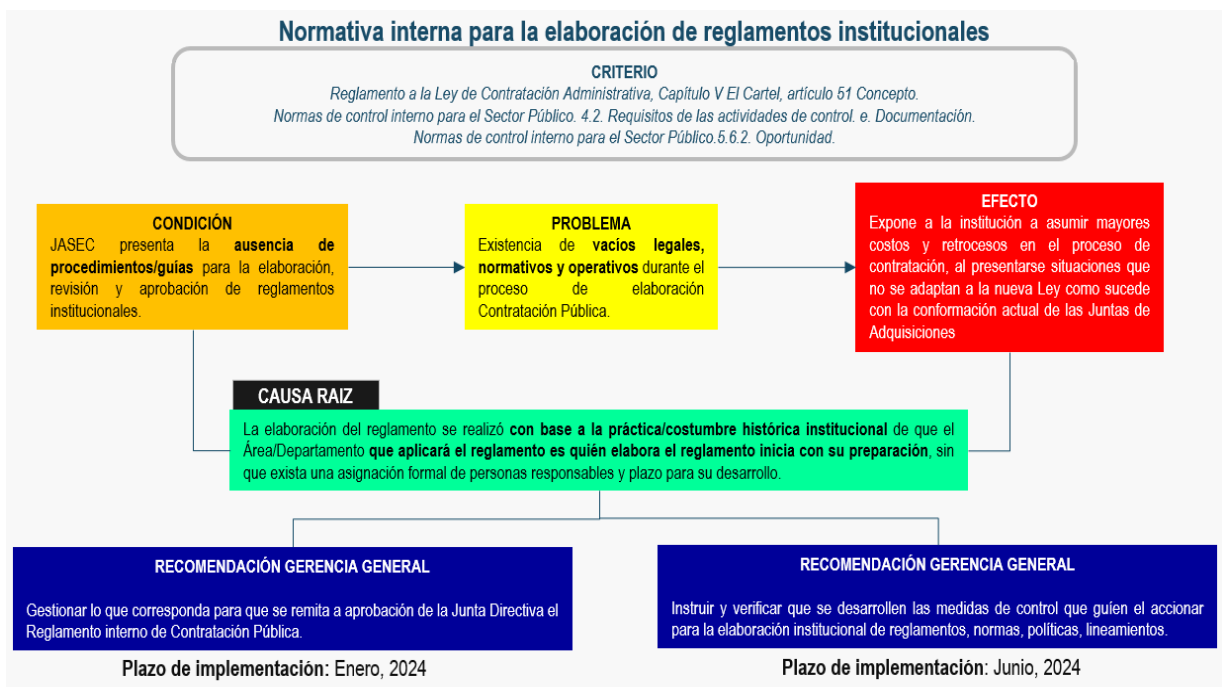 Normativa interna para la elaboración de reglamentos institucionales
CRITERIO
Reglamento a la Ley de Contratación Administrativa, Capítulo V El Cartel, artículo 51 Concepto.
Normas de control interno para el Sector Público. 4.2. Requisitos de las actividades de control. e. Documentación.
Normas de control interno para el Sector Público.5.6.2. Oportunidad.
CONDICIÓN
JASEC presenta la ausencia de
procedimientos/guías para la elaboración,
revisión y aprobación de reglamentos
institucionales.
PROBLEMA
Existencia de vacíos legales,
normativos y operativos durante el
proceso de elaboración
Contratación Pública.
EFECTO
Expone a la institución a asumir mayores
costos y retrocesos en el proceso de
contratación, al presentarse situaciones que
no se adaptan a la nueva Ley como sucede
con la conformación actual de las Juntas de
Adquisiciones
CAUSA RAIZ
La elaboración del reglamento se realizó con base a la práctica/costumbre histórica institucional de que el
Área/Departamento que aplicará el reglamento es quién elabora el reglamento inicia con su preparación, sin
que exista una asignación formal de personas responsables y plazo para su desarrollo.
RECOMENDACIÓN GERENCIA GENERAL
Gestionar lo que corresponda para que se remita a aprobación de la Junta Directiva el
Reglamento interno de Contratación Pública.
Plazo de implementación: Enero, 2024
RECOMENDACIÓN GERENCIA GENERAL
Instruir y verificar que se desarrollen las medidas de control que guíen el accionar
para la elaboración institucional de reglamentos, normas, políticas, lineamientos.
Plazo de implementación: Junio, 2024